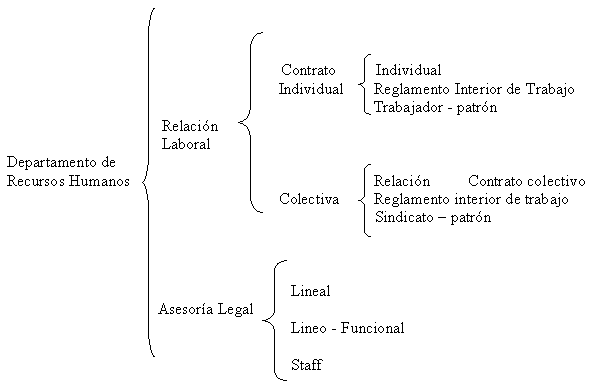 Departamento de
Recursos Humanos
Relación
Laboral
Contrato
Individual
Individual
Reglamento Interior de Trabajo
Trabajador - patrón
Colectiva
Relación Contrato colectivo
Reglamento interior de trabajo
Sindicato – patrón
Asesoría Legal
Lineal
Lineo - Funcional
Staff